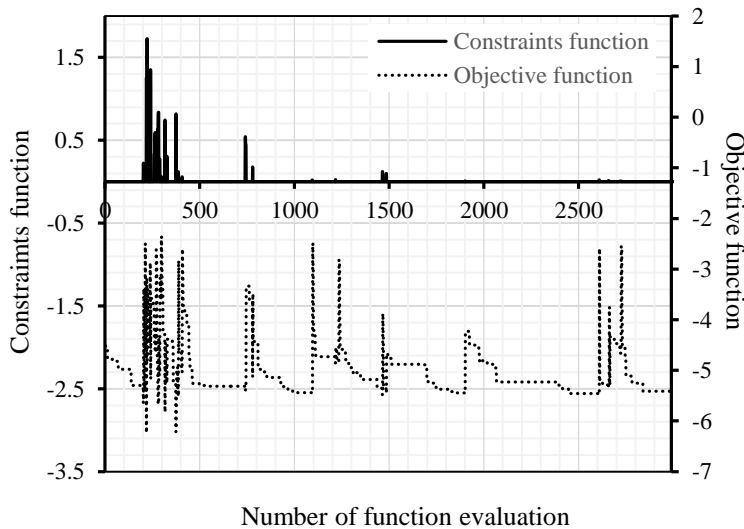 2
1
0
-1
-2
-3
-4
-5
-6
-7
1.5
0.5
-0.5
-1.5
-2.5
-3.5
Constraimts function
Objective function
Constraimts function
Objective function
0 500 1000 1500 2000 2500
Number of function evaluation